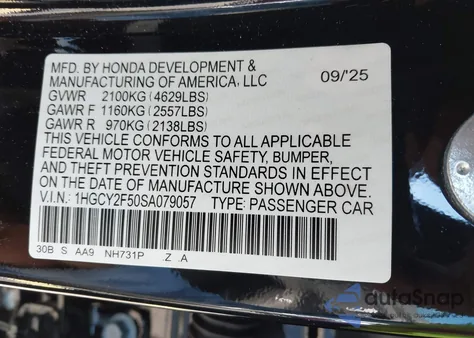 MFD. BY HONDA DEVELOPMENT &
MANUFACTURING OF AMERICA, LLC 09/'25
GVWR 2100KG (4629LBS)
GAWR F 1160KG (2557LBS)
GAWR R 970KG (2138LBS)
THIS VEHICLE CONFORMS TO ALL APPLICABLE
FEDERAL MOTOR VEHICLE SAFETY, BUMPER,
AND THEFT PREVENTION STANDARDS IN EFFECT
ON THE DATE OF MANUFACTURE SHOWN ABOVE.
V.I.N.: 1HGCY2F50SA079057 TYPE: PASSENGER CAR
30B S AA9 NH731P .Z .A
autoSnap